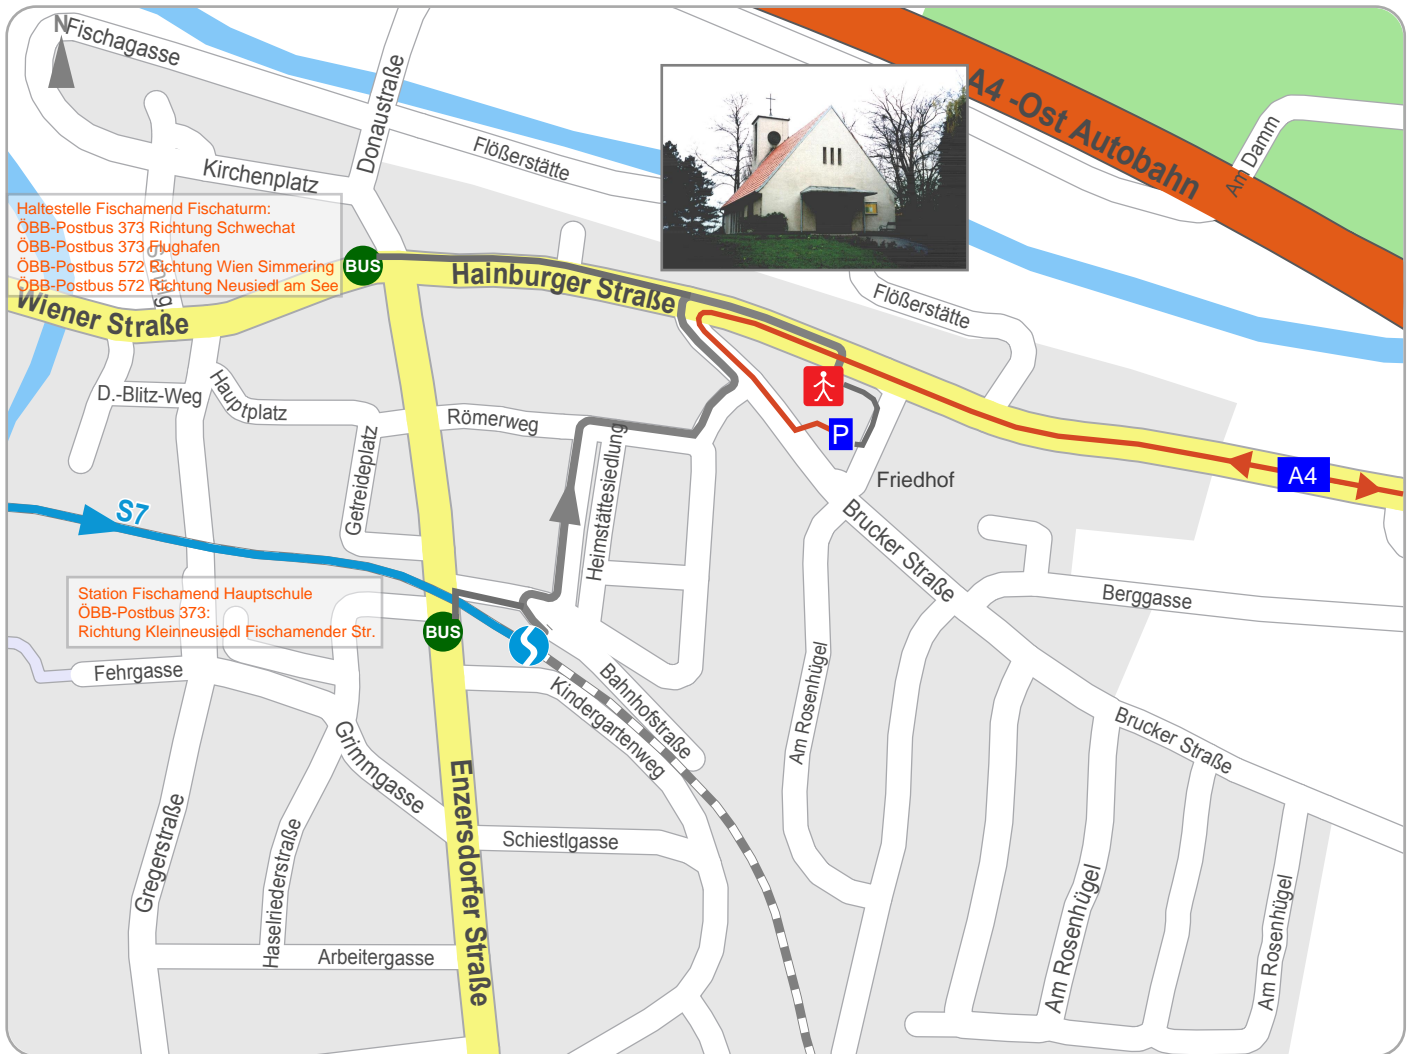 N
Fischagasse
Donaustraße
Kirchenplatz
Flößerstätte
A4 -Ost Autobahn
Am Damm
Haltestelle Fischamend Fischaturm:
ÖBB-Postbus 373 Richtung Schwechat
ÖBB-Postbus 373 Flughafen
ÖBB-Postbus 572 Richtung Wien Simmering
ÖBB-Postbus 572 Richtung Neusiedl am See
BUS
Hainburger Straße
Flößerstätte
Wiener Straße
D.-Blitz-Weg
Hauptplatz
Getreideplatz
Römerweg
Heimstättesiedlung
P
Friedhof
A4
S7
Brucker Straße
Station Fischamend Hauptschule
ÖBB-Postbus 373:
Richtung Kleinneusiedl Fischamender Str.
BUS
Berggasse
Fehrgasse
Bahnhofstraße
Kindergartenweg
Am Rosenhügel
Brucker Straße
Grimmgasse
Enzersdorfer Straße
Schiestlgasse
Gregerstraße
Haselriederstraße
Arbeitergasse
Am Rosenhügel
Am Rosenhügel